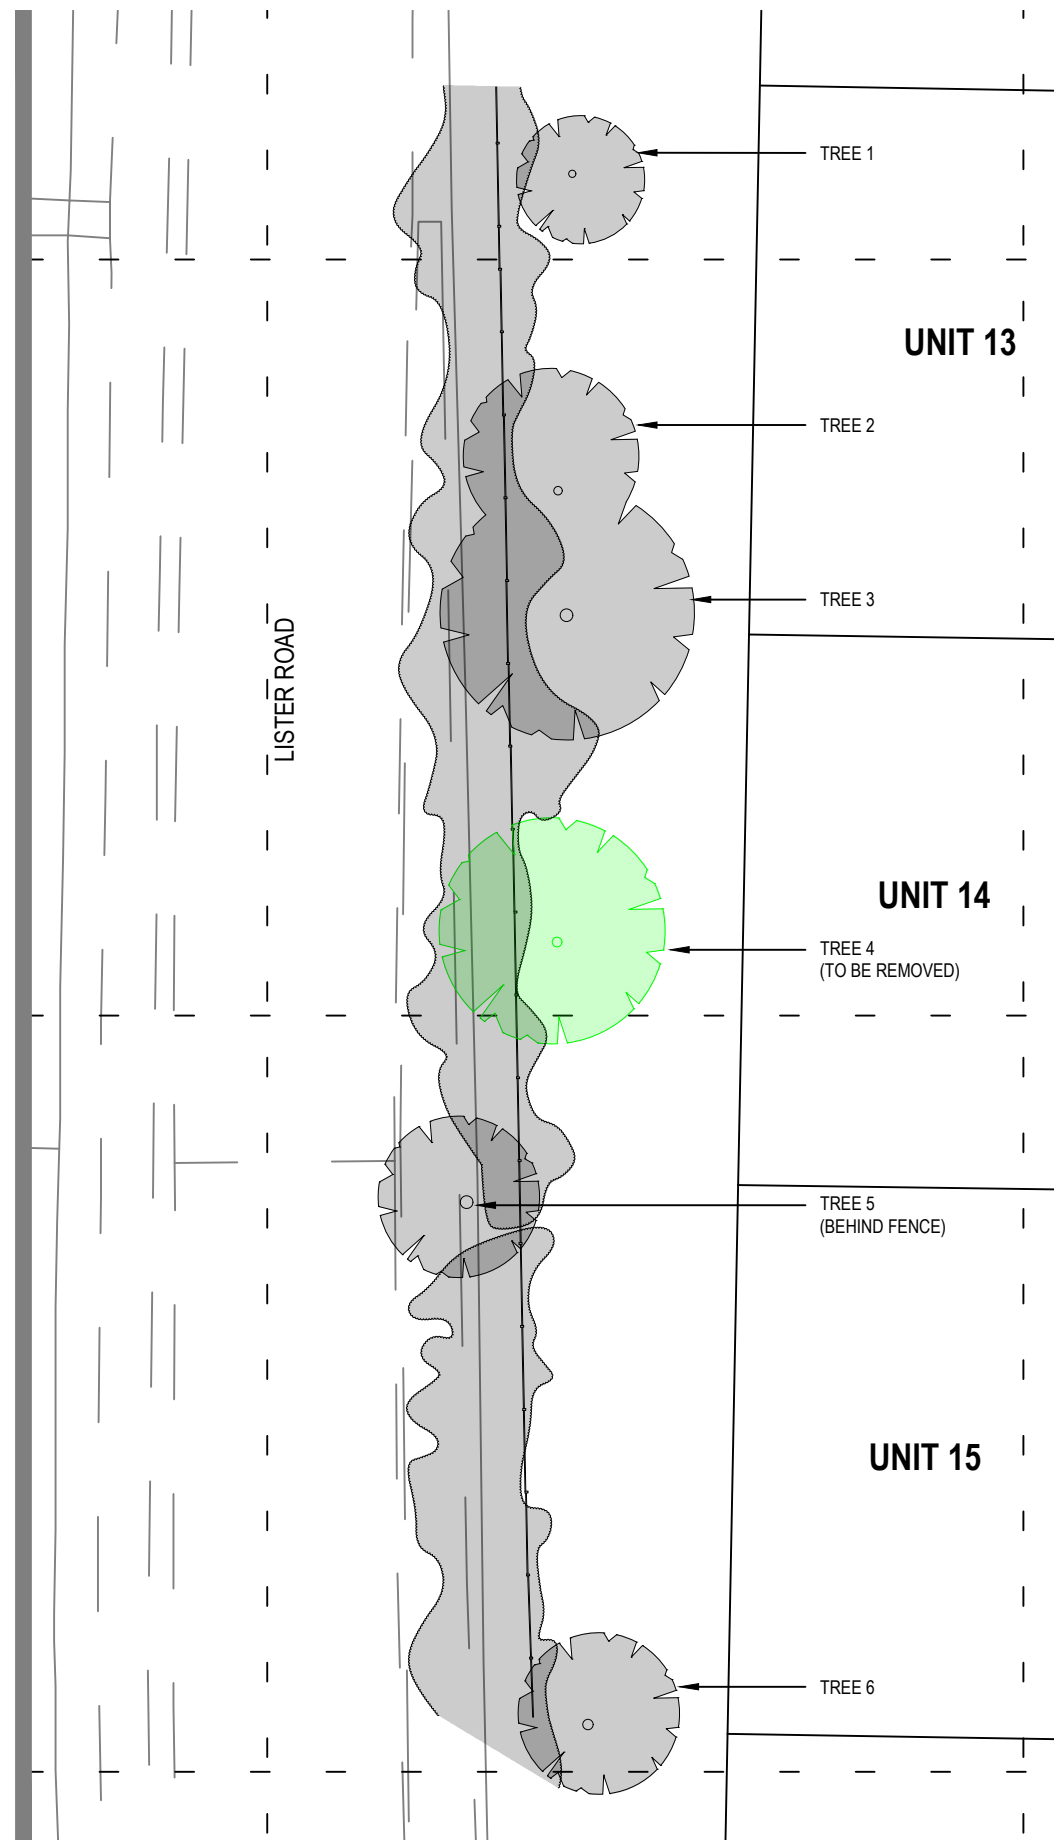 TREE 1
UNIT 13
TREE 2
TREE 3
LISTER ROAD
UNIT 14
TREE 4
(TO BE REMOVED)
TREE 5
(BEHIND FENCE)
UNIT 15
TREE 6